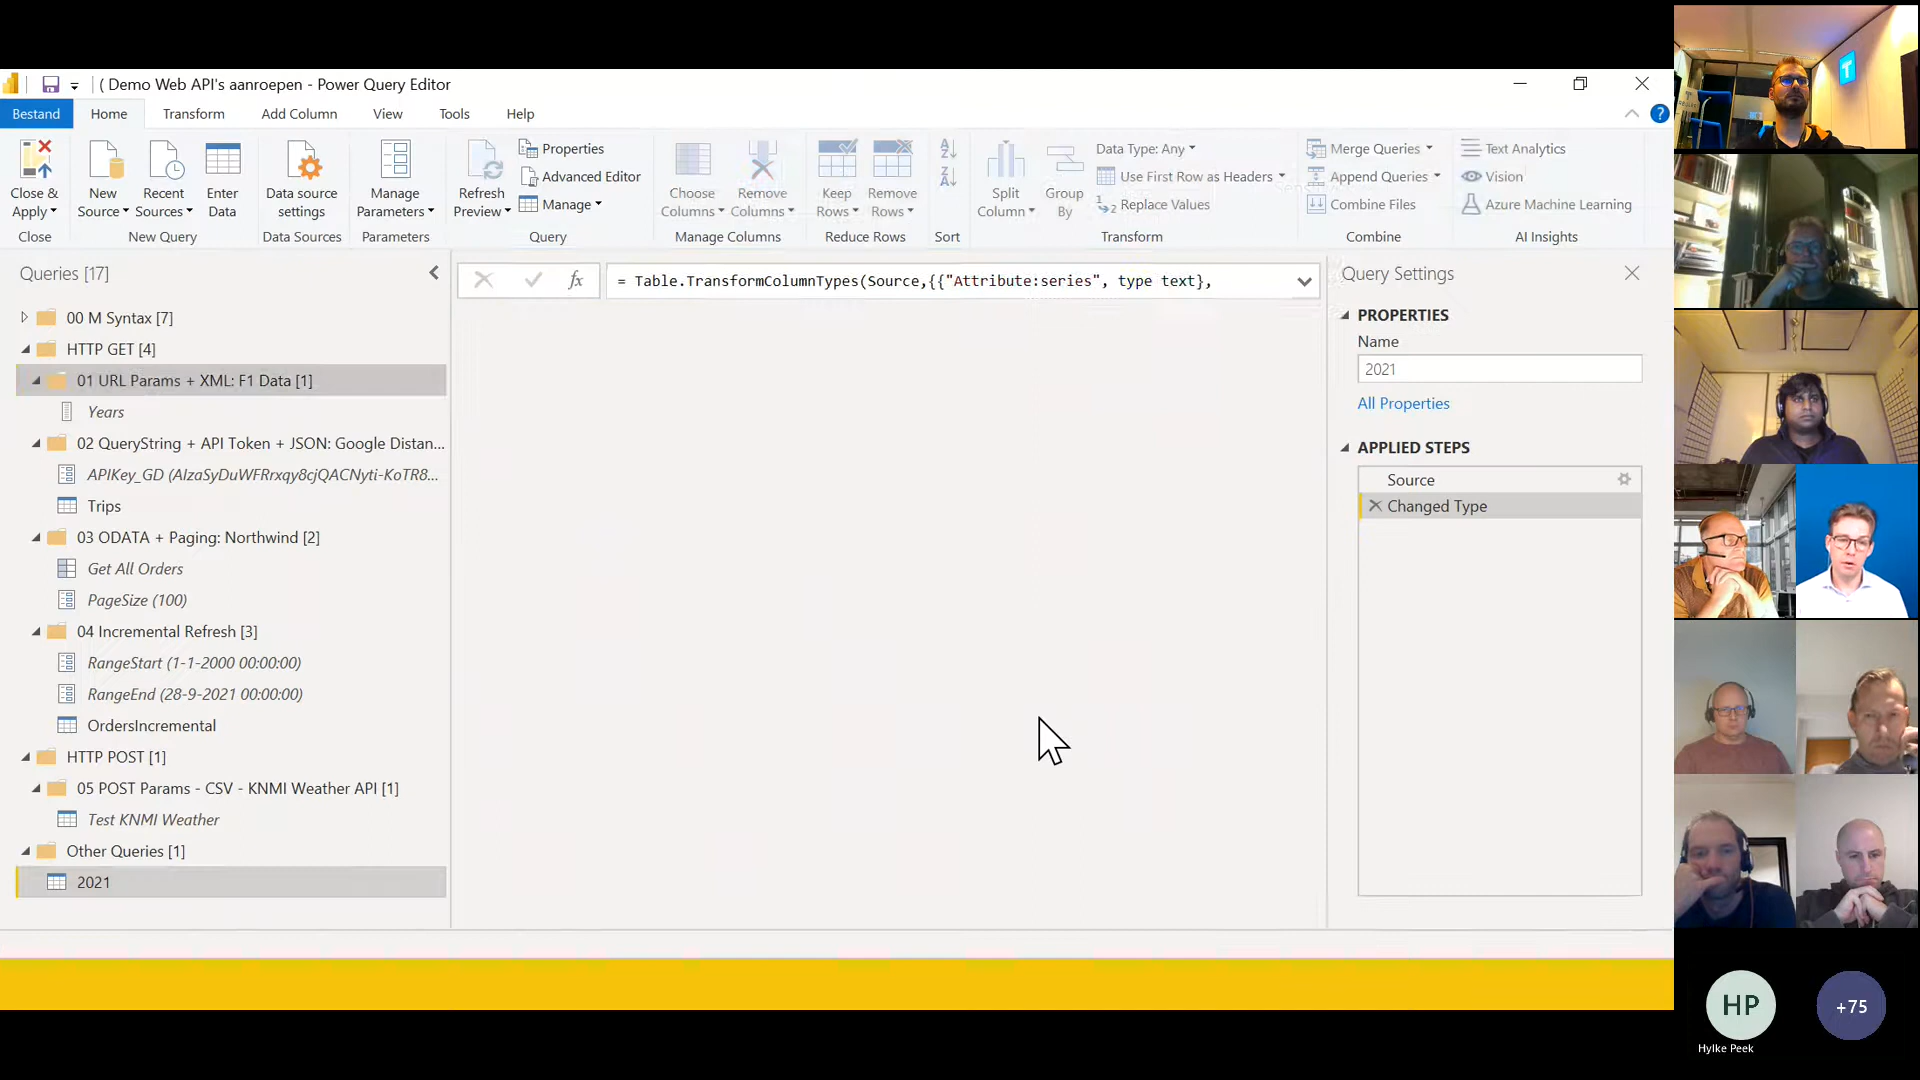 ( Demo Web API's aanroepen - Power Query Editor
Bestand Home Transform Add Column View Tools Help
Close & Apply
Close
New Source
Recent Sources
Enter Data
New Query
Data source settings
Data Sources
Manage Parameters
Parameters
Refresh Preview
Properties
Advanced Editor
Manage
Query
Choose Columns
Remove Columns
Manage Columns
Keep Rows
Remove Rows
Reduce Rows
Sort
Split Column
Group By
Data Type: Any
Use First Row as Headers
Replace Values
Transform
Merge Queries
Append Queries
Combine Files
Combine
Text Analytics
Vision
Azure Machine Learning
AI Insights
Queries [17]
00 M Syntax [7]
HTTP GET [4]
01 URL Params + XML: F1 Data [1]
Years
02 QueryString + API Token + JSON: Google Distan...
APIKey_GD (AIzaSyDuWFRrxqy8cjQACNyti-KoTR8...
Trips
03 ODATA + Paging: Northwind [2]
Get All Orders
PageSize (100)
04 Incremental Refresh [3]
RangeStart (1-1-2000 00:00:00)
RangeEnd (28-9-2021 00:00:00)
OrdersIncremental
HTTP POST [1]
05 POST Params - CSV - KNMI Weather API [1]
Test KNMI Weather
Other Queries [1]
2021
fx = Table.TransformColumnTypes(Source,{{"Attribute:series", type text},
Query Settings
PROPERTIES
Name
2021
All Properties
APPLIED STEPS
Source
Changed Type
HP
Hylke Peek
+75